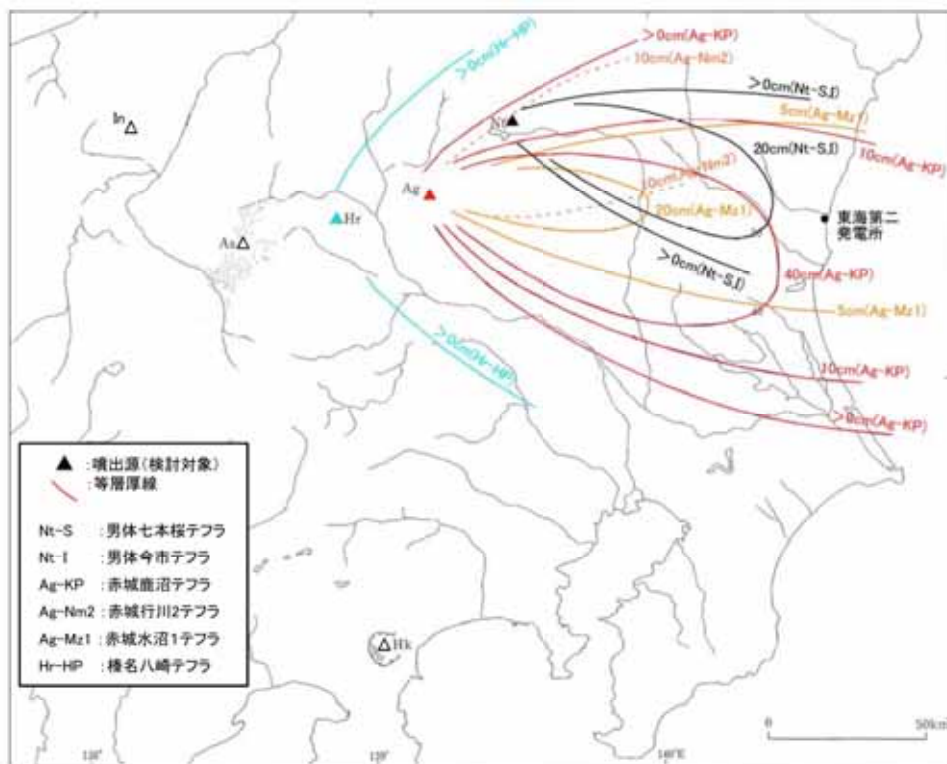 >0cm(Hr-HP)
>0cm(Ag-KP)
10cm(Ag-Nm2)
>0cm(Nt-S,I)
5cm(Ag-Mz1)
10cm(Ag-KP)
20cm(Nt-S,I)
10cm(Ag-Nm2)
20cm(Ag-Mz1)
In
Nt
Ag
Hr
As
東海第二
発電所
>0cm(Nt-S,I)
40cm(Ag-KP)
5cm(Ag-Mz1)
>0cm(Hr-HP)
10cm(Ag-KP)
>0cm(Ag-KP)
:噴出源(検討対象)
:等層厚線
Nt-S :男体七本桜テフラ
Nt-I :男体今市テフラ
Ag-KP :赤城鹿沼テフラ
Ag-Nm2 :赤城行川2テフラ
Ag-Mz1 :赤城水沼1テフラ
Hr-HP :榛名八崎テフラ
Hk
0 50km
138°
139°
140°E